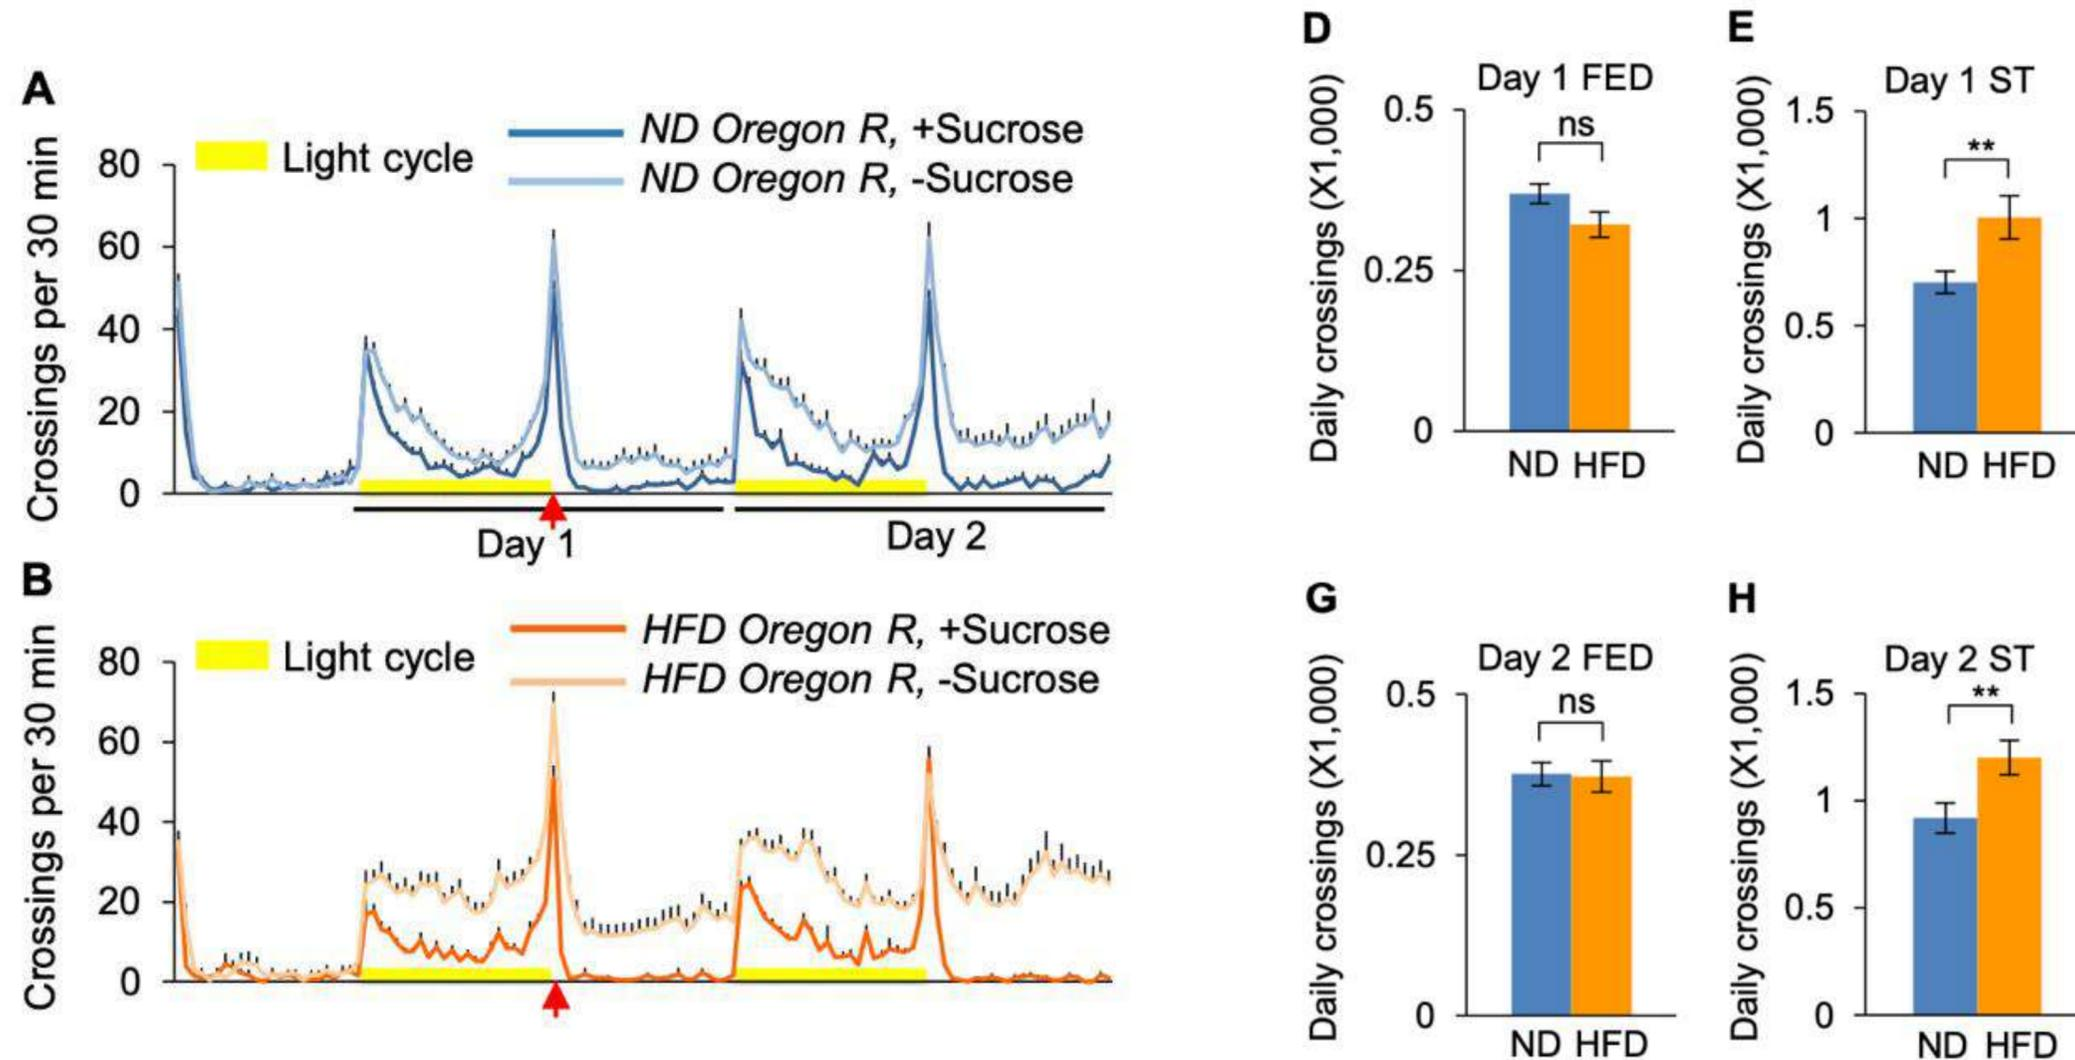 A
Light cycle
ND Oregon R, +Sucrose
ND Oregon R, -Sucrose
Crossings per 30 min
80
60
40
20
0
Day 1
Day 2
B
Light cycle
HFD Oregon R, +Sucrose
HFD Oregon R, -Sucrose
Crossings per 30 min
80
60
40
20
0
D
Day 1 FED
Daily crossings (X1,000)
0.5
0.25
0
ns
ND HFD
E
Day 1 ST
Daily crossings (X1,000)
1.5
1
0.5
0
**
ND HFD
G
Day 2 FED
Daily crossings (X1,000)
0.5
0.25
0
ns
ND HFD
H
Day 2 ST
Daily crossings (X1,000)
1.5
1
0.5
0
**
ND HFD